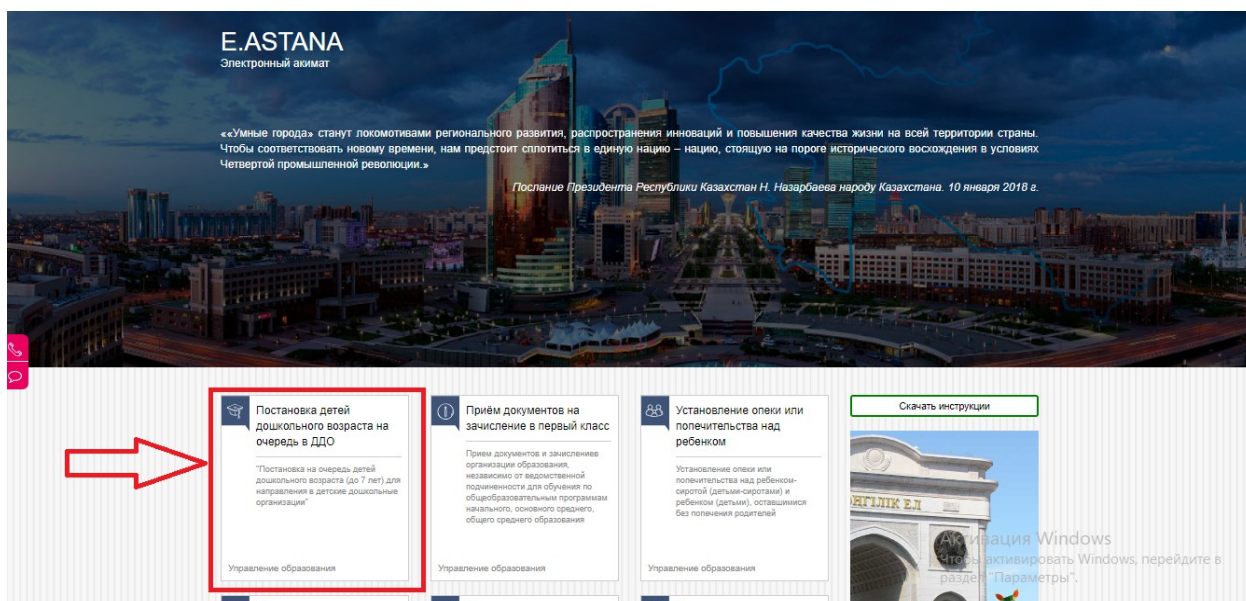 E.ASTANA
Электронный акимат
««Умные города» станут локомотивами регионального развития, распространения инноваций и повышения качества жизни на всей территории страны.
Чтобы соответствовать новому времени, нам предстоит сплотиться в единую нацию – нацию, стоящую на пороге исторического восхождения в условиях
Четвертой промышленной революции.»
Послание Президента Республики Казахстан Н. Назарбаева народу Казахстана. 10 января 2018 г.
Постановка детей
дошкольного возраста на
очередь в ДДО
"Постановка на очередь детей
дошкольного возраста (до 7 лет) для
направления в детские дошкольные
организации"
Управление образования
Приём документов на
зачисление в первый класс
Прием документов и зачислениев
организации образования,
независимо от ведомственной
подчиненности для обучения по
общеобразовательным программам
начального, основного среднего,
общего среднего образования
Управление образования
Установление опеки или
попечительства над
ребенком
Установление опеки или
попечительства над ребенком-
сиротой (детьми-сиротами) и
ребенком (детьми), оставшимися
без попечения родителей
Управление образования
Скачать инструкции
ӘҢГІЛІК ЕЛ
Активация Windows
Чтобы активировать Windows, перейдите в
раздел "Параметры".